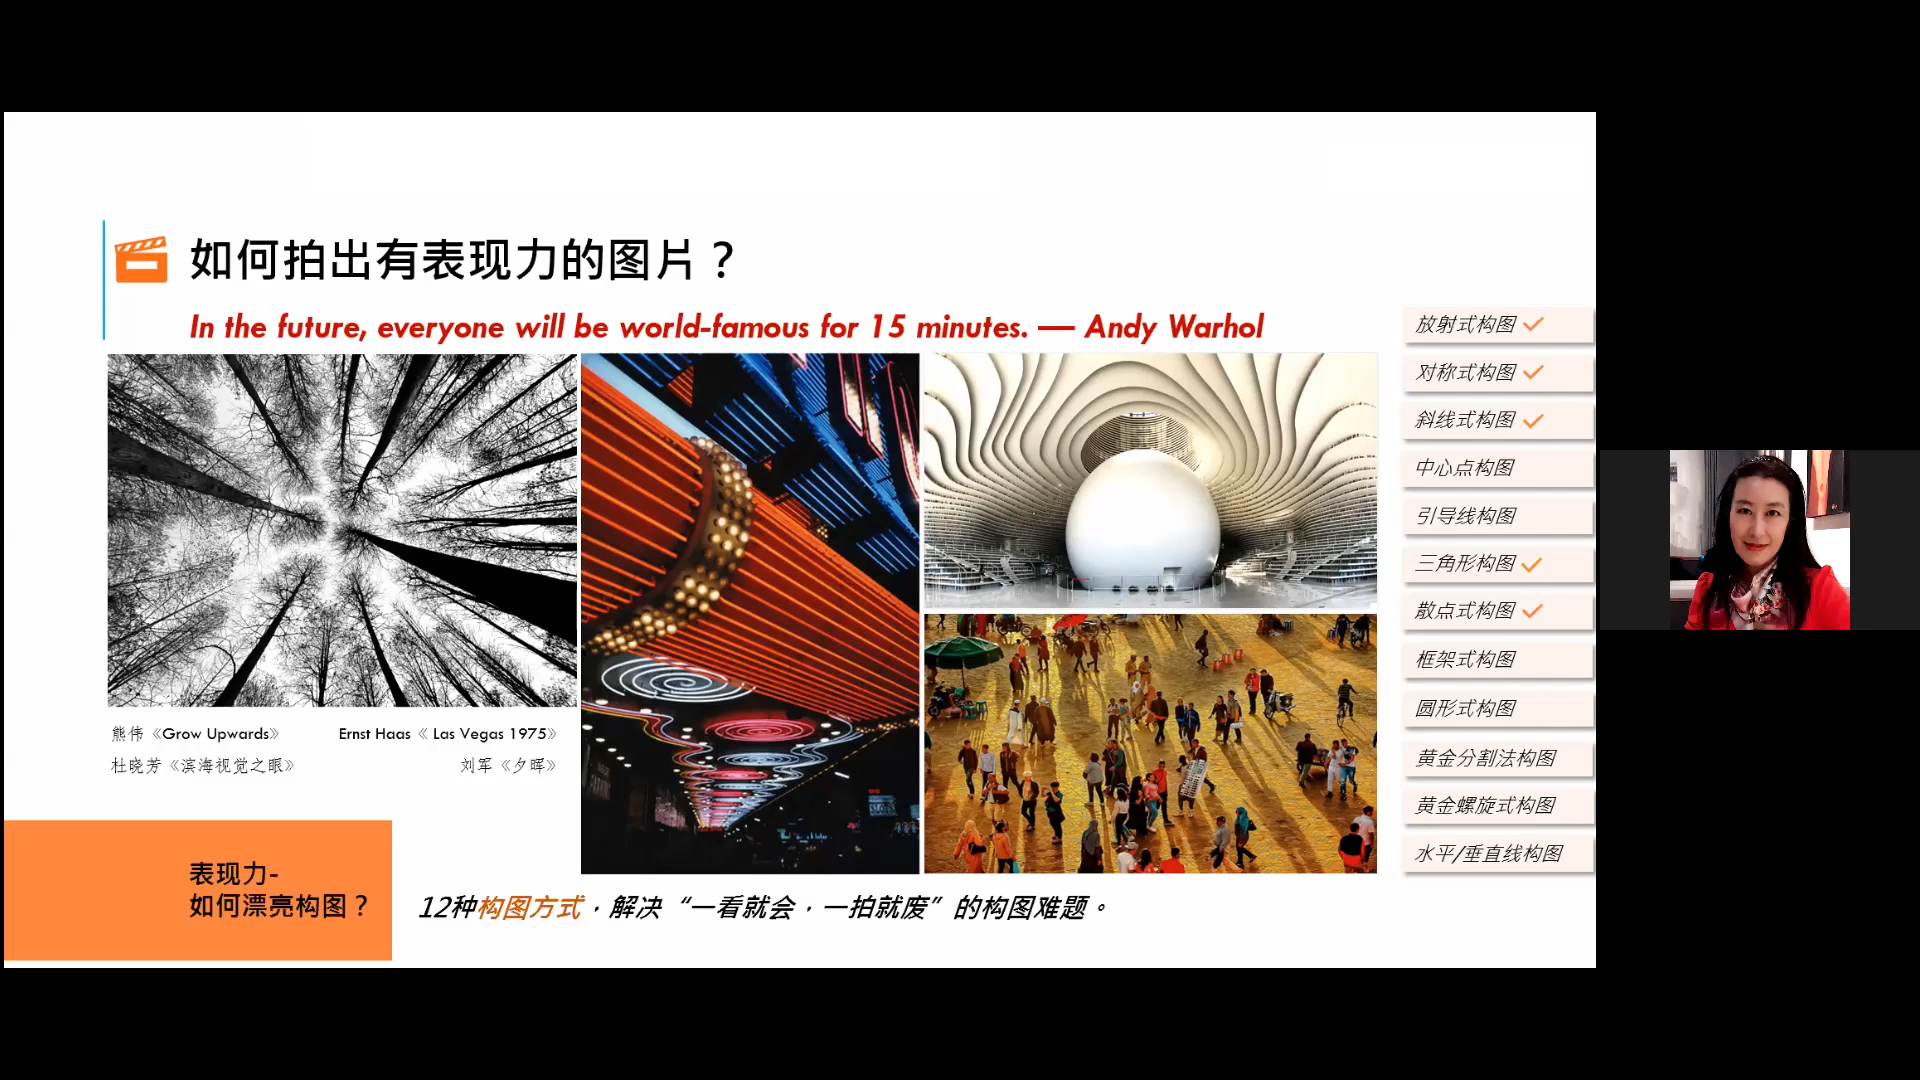 如何拍出有表现力的图片？
In the future, everyone will be world-famous for 15 minutes. — Andy Warhol
熊伟《Grow Upwards》
Ernst Haas《 Las Vegas 1975》
杜晓芳《滨海视觉之眼》
刘军《夕晖》
放射式构图
对称式构图
斜线式构图
中心点构图
引导线构图
三角形构图
散点式构图
框架式构图
圆形式构图
黄金分割法构图
黄金螺旋式构图
水平/垂直线构图
表现力-
如何漂亮构图？
12种构图方式，解决“一看就会，一拍就废”的构图难题。